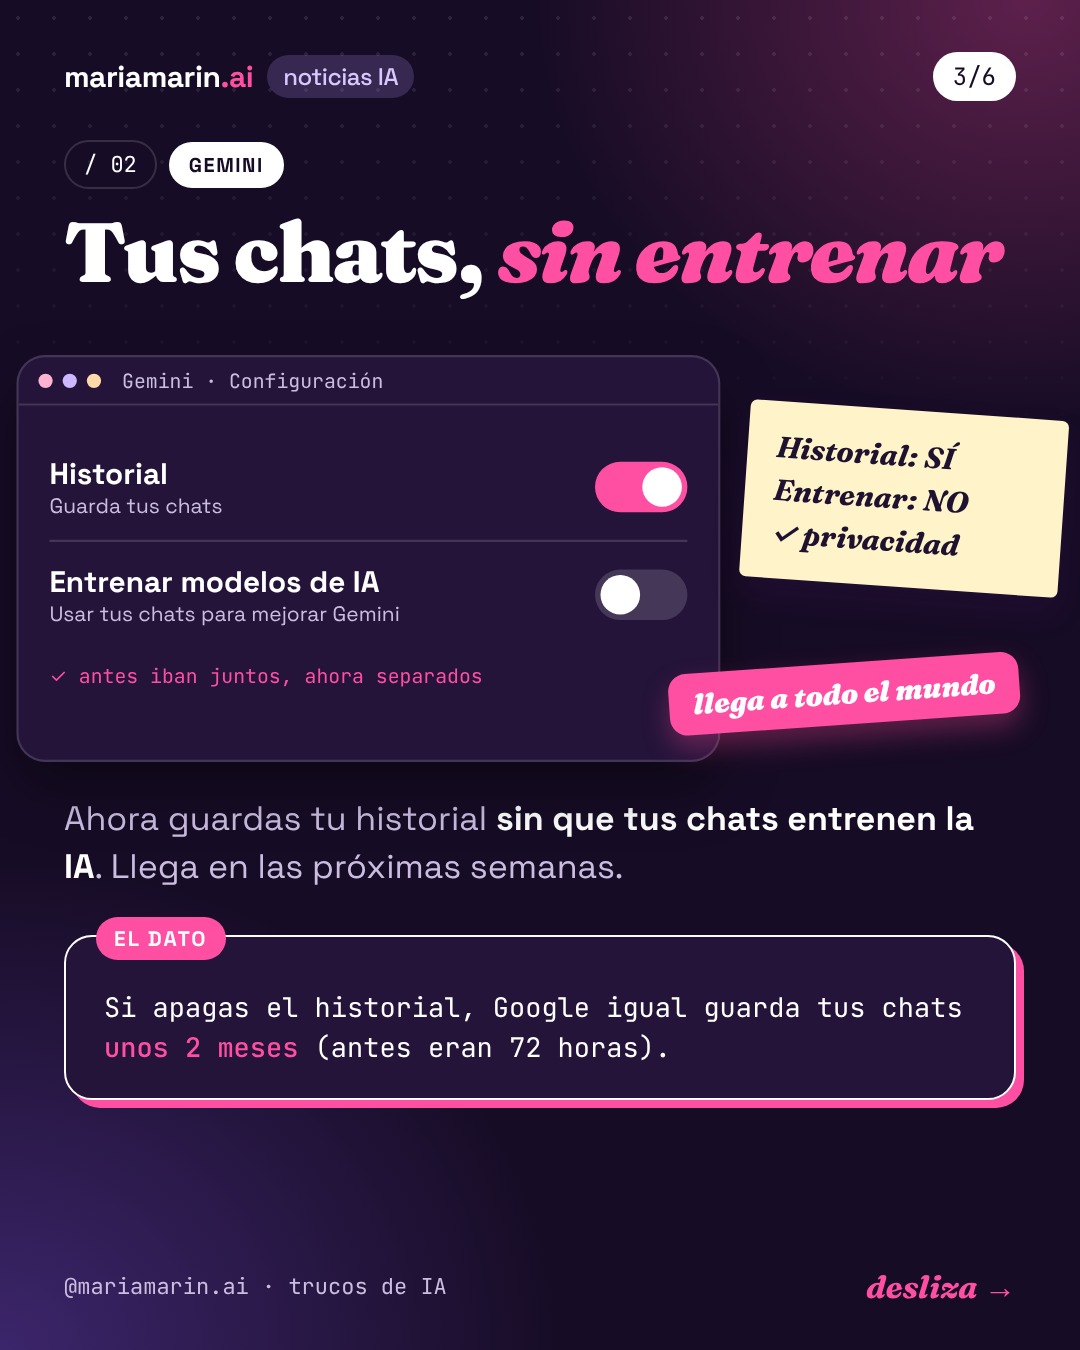 mariamarin.ai
noticias IA
3/6
/ 02
GEMINI
Tus chats, sin entrenar
Gemini · Configuración
Historial
Guarda tus chats
Entrenar modelos de IA
Usar tus chats para mejorar Gemini
✓ antes iban juntos, ahora separados
Historial: SÍ
Entrenar: NO
✓ privacidad
llega a todo el mundo
Ahora guardas tu historial sin que tus chats entrenen la
IA. Llega en las próximas semanas.
EL DATO
Si apagas el historial, Google igual guarda tus chats
unos 2 meses (antes eran 72 horas).
@mariamarin.ai · trucos de IA
desliza →